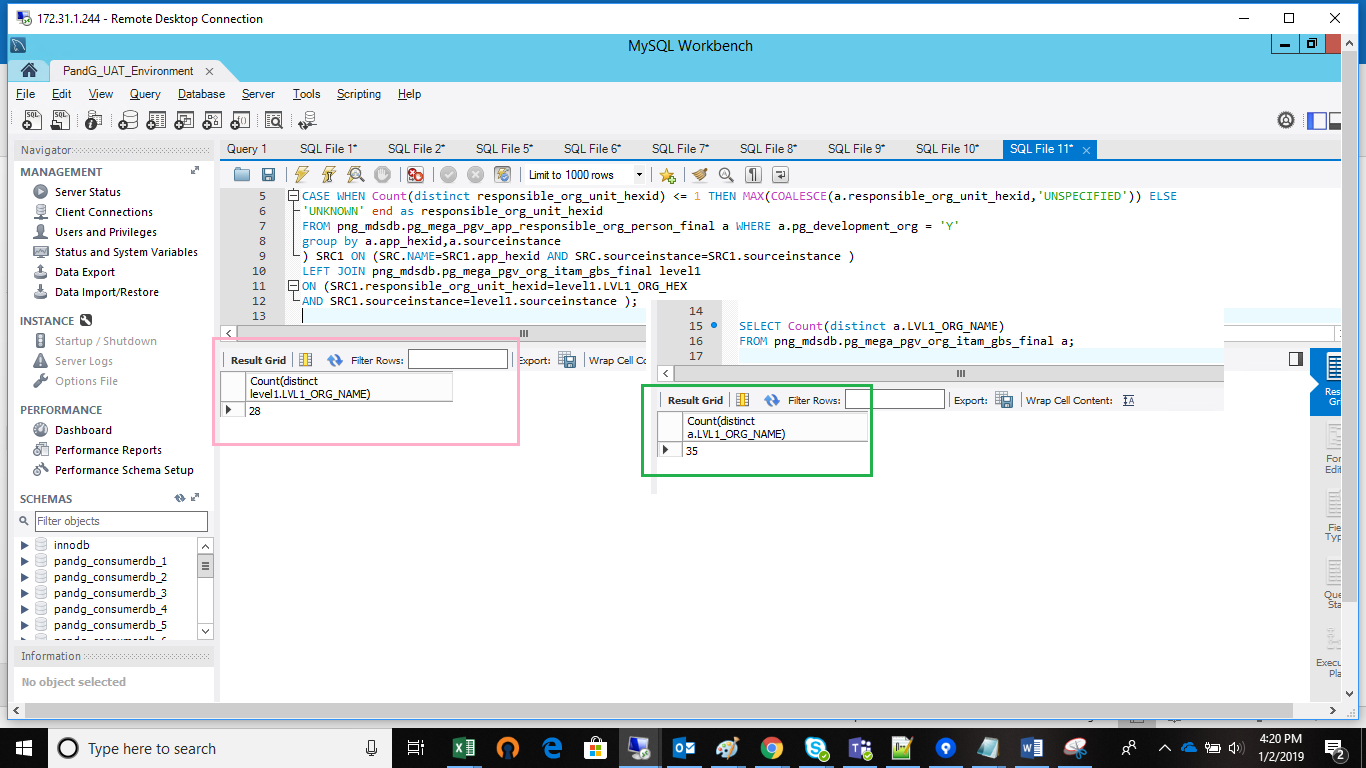 172.31.1.244 - Remote Desktop Connection
MySQL Workbench
PandG_UAT_Environment
File Edit View Query Database Server Tools Scripting Help
Navigator
MANAGEMENT
Server Status
Client Connections
Users and Privileges
Status and System Variables
Data Export
Data Import/Restore
INSTANCE
Startup / Shutdown
Server Logs
Options File
PERFORMANCE
Dashboard
Performance Reports
Performance Schema Setup
SCHEMAS
Filter objects
innodb
pandg_consumerdb_1
pandg_consumerdb_2
pandg_consumerdb_3
pandg_consumerdb_4
pandg_consumerdb_5
Information
No object selected
Query 1 SQL File 1* SQL File 2* SQL File 5* SQL File 6* SQL File 7* SQL File 8* SQL File 9* SQL File 10* SQL File 11*
Limit to 1000 rows
5 CASE WHEN Count(distinct responsible_org_unit_hexid) <= 1 THEN MAX(COALESCE(a.responsible_org_unit_hexid,'UNSPECIFIED')) ELSE
6 'UNKNOWN' end as responsible_org_unit_hexid
7 FROM png_mdsdb.pg_mega_pgv_app_responsible_org_person_final a WHERE a.pg_development_org = 'Y'
8 group by a.app_hexid,a.sourceinstance
9 ) SRC1 ON (SRC.NAME=SRC1.app_hexid AND SRC.sourceinstance=SRC1.sourceinstance )
10 LEFT JOIN png_mdsdb.pg_mega_pgv_org_itam_gbs_final level1
11 ON (SRC1.responsible_org_unit_hexid=level1.LVL1_ORG_HEX
12 AND SRC1.sourceinstance=level1.sourceinstance );
13
Result Grid Filter Rows: Export: Wrap Cell Co
Count(distinct
level1.LVL1_ORG_NAME)
28
14
15 SELECT Count(distinct a.LVL1_ORG_NAME)
16 FROM png_mdsdb.pg_mega_pgv_org_itam_gbs_final a;
17
Result Grid Filter Rows: Export: Wrap Cell Content:
Count(distinct
a.LVL1_ORG_NAME)
35
Res
Gr
For
Edit
Fie
Typ
Que
Sta
Execu
Pla
Type here to search
4:20 PM
1/2/2019
2